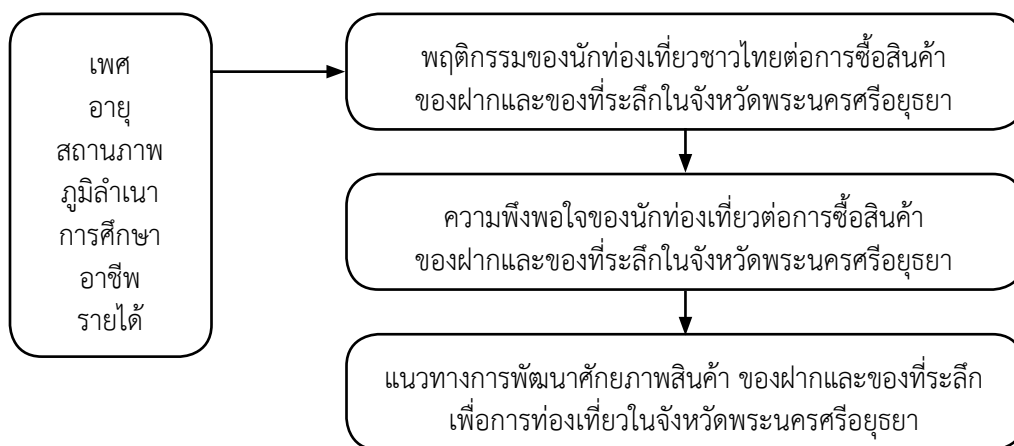 เพศ
อายุ
สถานภาพ
ภูมิลำเนา
การศึกษา
อาชีพ
รายได้
พฤติกรรมของนักท่องเที่ยวชาวไทยต่อการซื้อสินค้า
ของฝากและของที่ระลึกในจังหวัดพระนครศรีอยุธยา
ความพึงพอใจของนักท่องเที่ยวต่อการซื้อสินค้า
ของฝากและของที่ระลึกในจังหวัดพระนครศรีอยุธยา
แนวทางการพัฒนาศักยภาพสินค้า ของฝากและของที่ระลึก
เพื่อการท่องเที่ยวในจังหวัดพระนครศรีอยุธยา